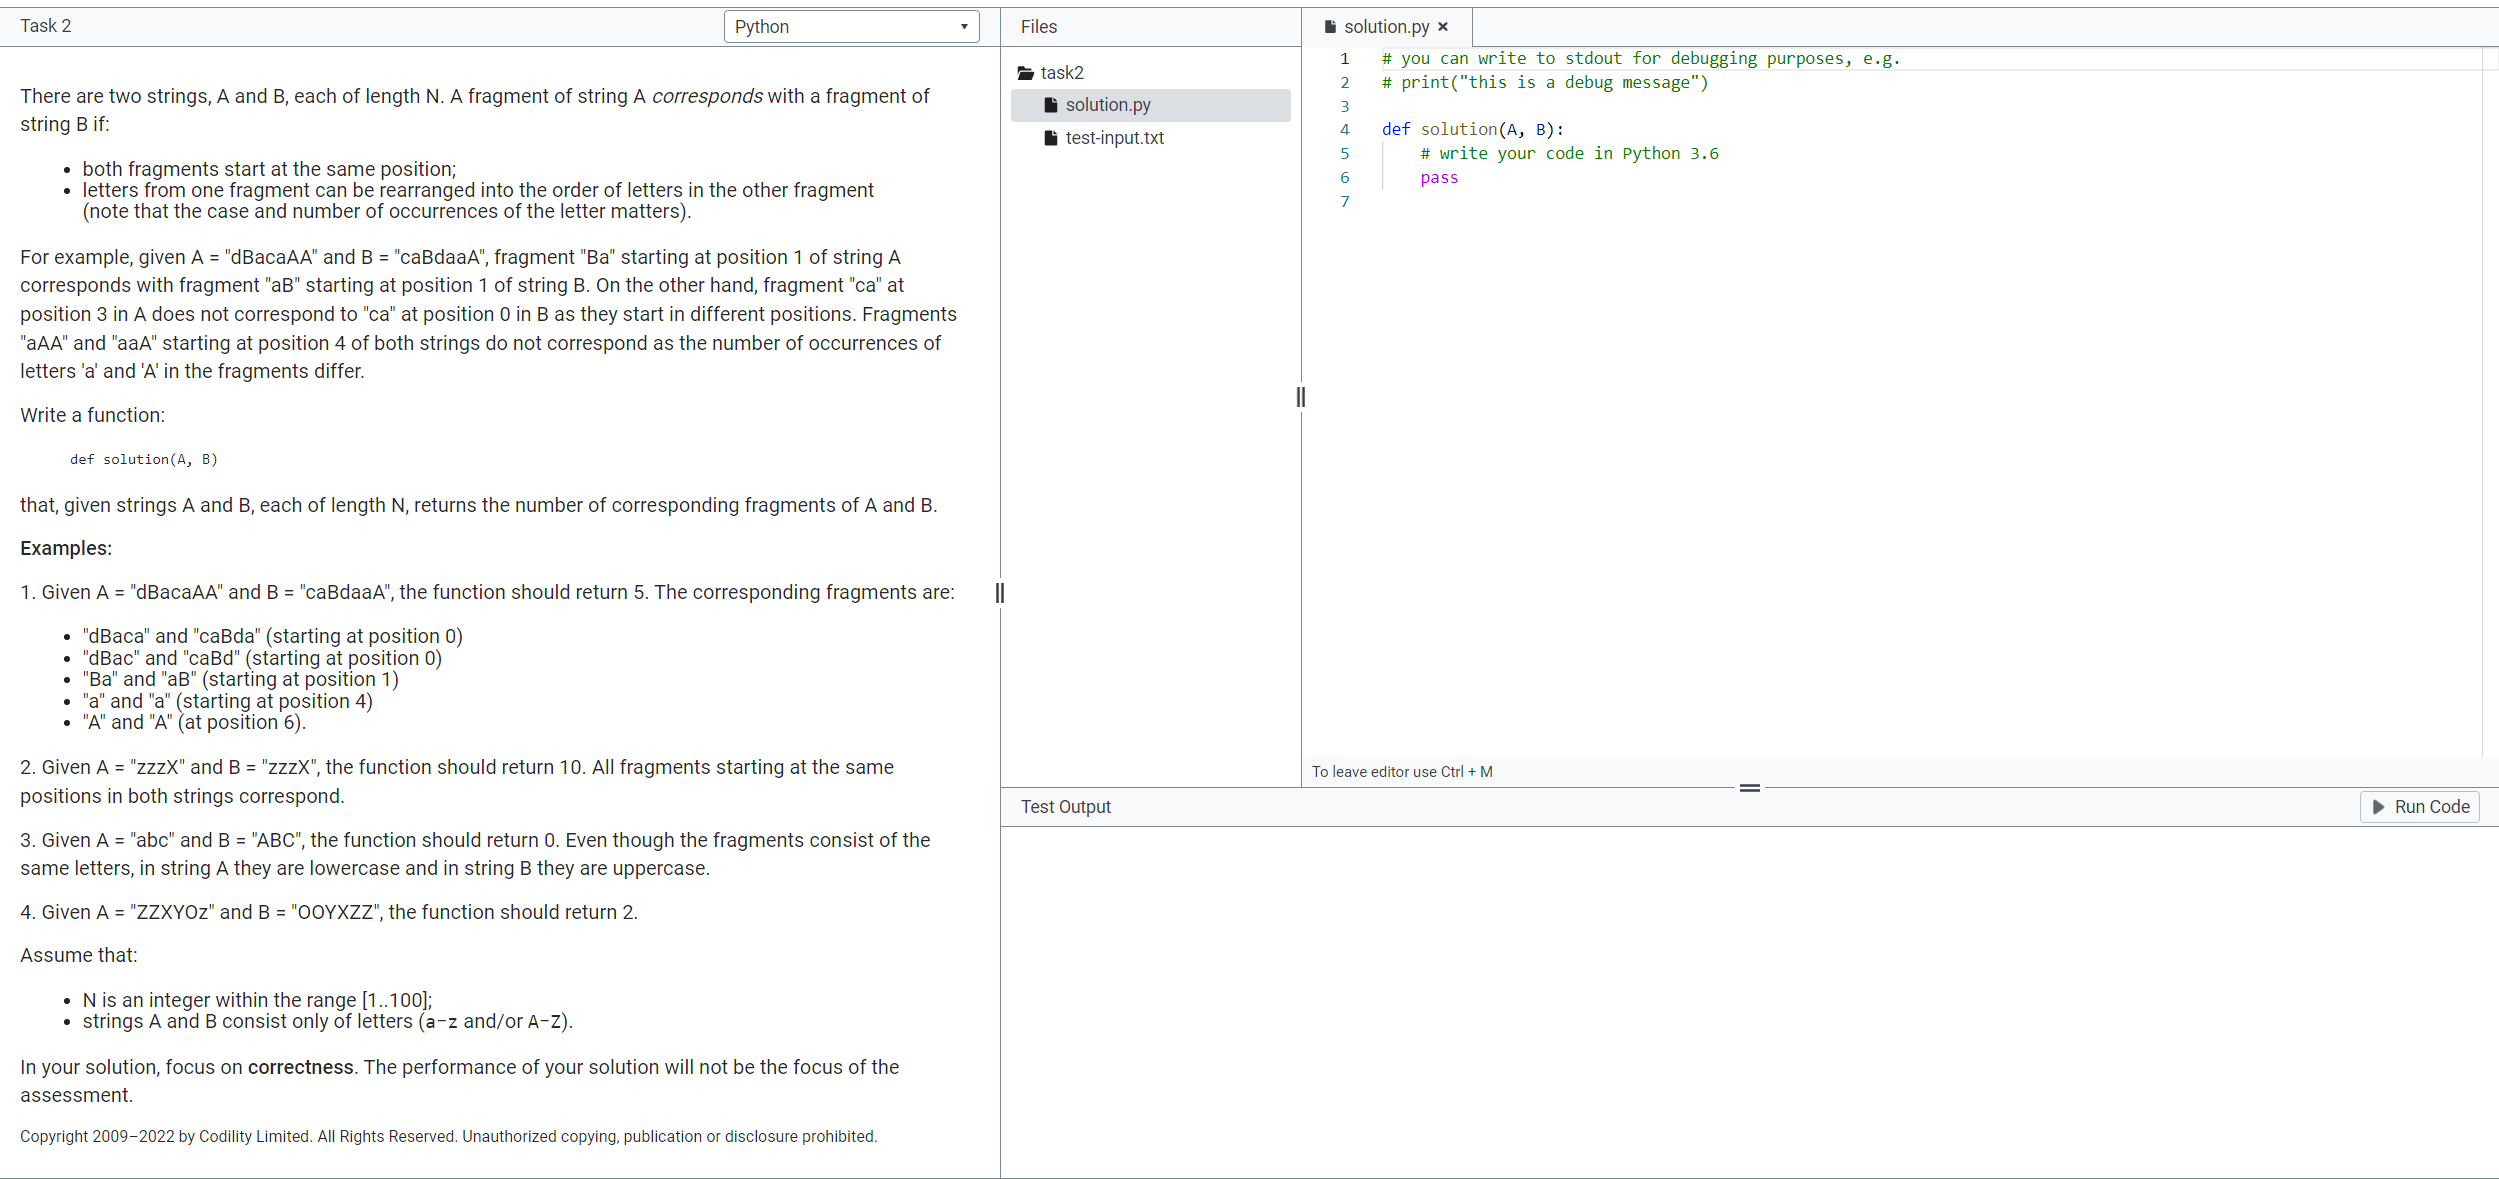 Task 2
Python
There are two strings, A and B, each of length N. A fragment of string A corresponds with a fragment of
string B if:
both fragments start at the same position;
letters from one fragment can be rearranged into the order of letters in the other fragment
(note that the case and number of occurrences of the letter matters).
For example, given A = "dBacaAA" and B = "caBdaaA", fragment "Ba" starting at position 1 of string A
corresponds with fragment "aB" starting at position 1 of string B. On the other hand, fragment "ca" at
position 3 in A does not correspond to "ca" at position 0 in B as they start in different positions. Fragments
"aAA" and "aaA" starting at position 4 of both strings do not correspond as the number of occurrences of
letters 'a' and 'A' in the fragments differ.
Write a function:
def solution(A, B)
that, given strings A and B, each of length N, returns the number of corresponding fragments of A and B.
Examples:
1. Given A = "dBacaAA" and B = "caBdaaA", the function should return 5. The corresponding fragments are:
"dBaca" and "caBda" (starting at position 0)
"dBac" and "caBd" (starting at position 0)
"Ba" and "aB" (starting at position 1)
"a" and "a" (starting at position 4)
"A" and "A" (at position 6).
2. Given A = "zzzX" and B = "zzzX", the function should return 10. All fragments starting at the same
positions in both strings correspond.
3. Given A = "abc" and B = "ABC", the function should return 0. Even though the fragments consist of the
same letters, in string A they are lowercase and in string B they are uppercase.
4. Given A = "ZZXYOz" and B = "OOYXZZ", the function should return 2.
Assume that:
N is an integer within the range [1..100];
strings A and B consist only of letters (a-z and/or A-Z).
In your solution, focus on correctness. The performance of your solution will not be the focus of the
assessment.
Copyright 2009–2022 by Codility Limited. All Rights Reserved. Unauthorized copying, publication or disclosure prohibited.
Files
task2
solution.py
test-input.txt
solution.py ×
1 # you can write to stdout for debugging purposes, e.g.
2 # print("this is a debug message")
3
4 def solution(A, B):
5 # write your code in Python 3.6
6 pass
7
To leave editor use Ctrl + M
Test Output
Run Code